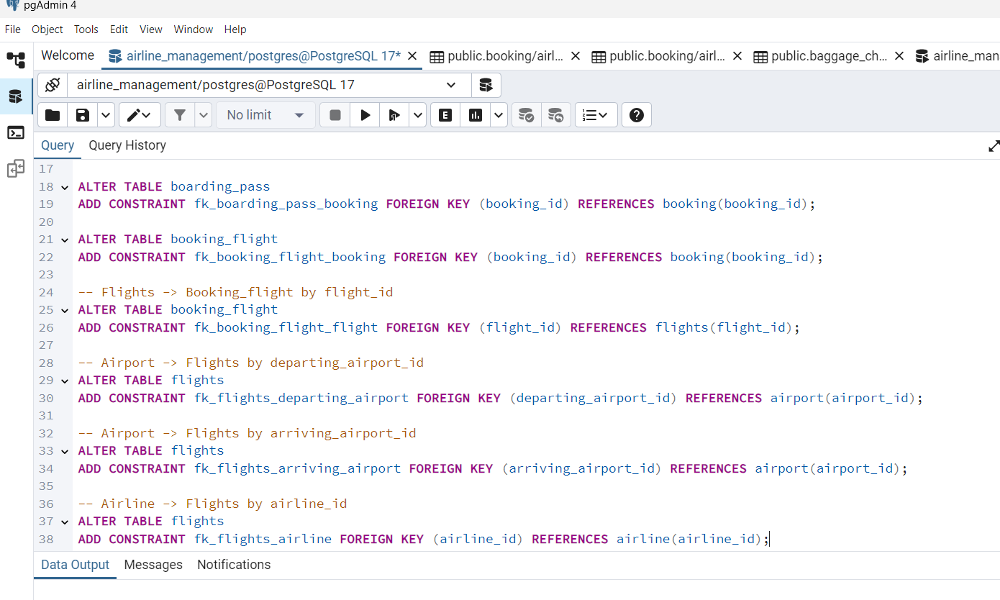 pgAdmin 4
File Object Tools Edit View Window Help
Welcome airline_management/postgres@PostgreSQL 17* public.booking/airl... public.booking/airl... public.baggage_ch... airline_man
airline_management/postgres@PostgreSQL 17
No limit E
Query Query History
17
18 ALTER TABLE boarding_pass
19 ADD CONSTRAINT fk_boarding_pass_booking FOREIGN KEY (booking_id) REFERENCES booking(booking_id);
20
21 ALTER TABLE booking_flight
22 ADD CONSTRAINT fk_booking_flight_booking FOREIGN KEY (booking_id) REFERENCES booking(booking_id);
23
24 -- Flights -> Booking_flight by flight_id
25 ALTER TABLE booking_flight
26 ADD CONSTRAINT fk_booking_flight_flight FOREIGN KEY (flight_id) REFERENCES flights(flight_id);
27
28 -- Airport -> Flights by departing_airport_id
29 ALTER TABLE flights
30 ADD CONSTRAINT fk_flights_departing_airport FOREIGN KEY (departing_airport_id) REFERENCES airport(airport_id);
31
32 -- Airport -> Flights by arriving_airport_id
33 ALTER TABLE flights
34 ADD CONSTRAINT fk_flights_arriving_airport FOREIGN KEY (arriving_airport_id) REFERENCES airport(airport_id);
35
36 -- Airline -> Flights by airline_id
37 ALTER TABLE flights
38 ADD CONSTRAINT fk_flights_airline FOREIGN KEY (airline_id) REFERENCES airline(airline_id);
Data Output Messages Notifications